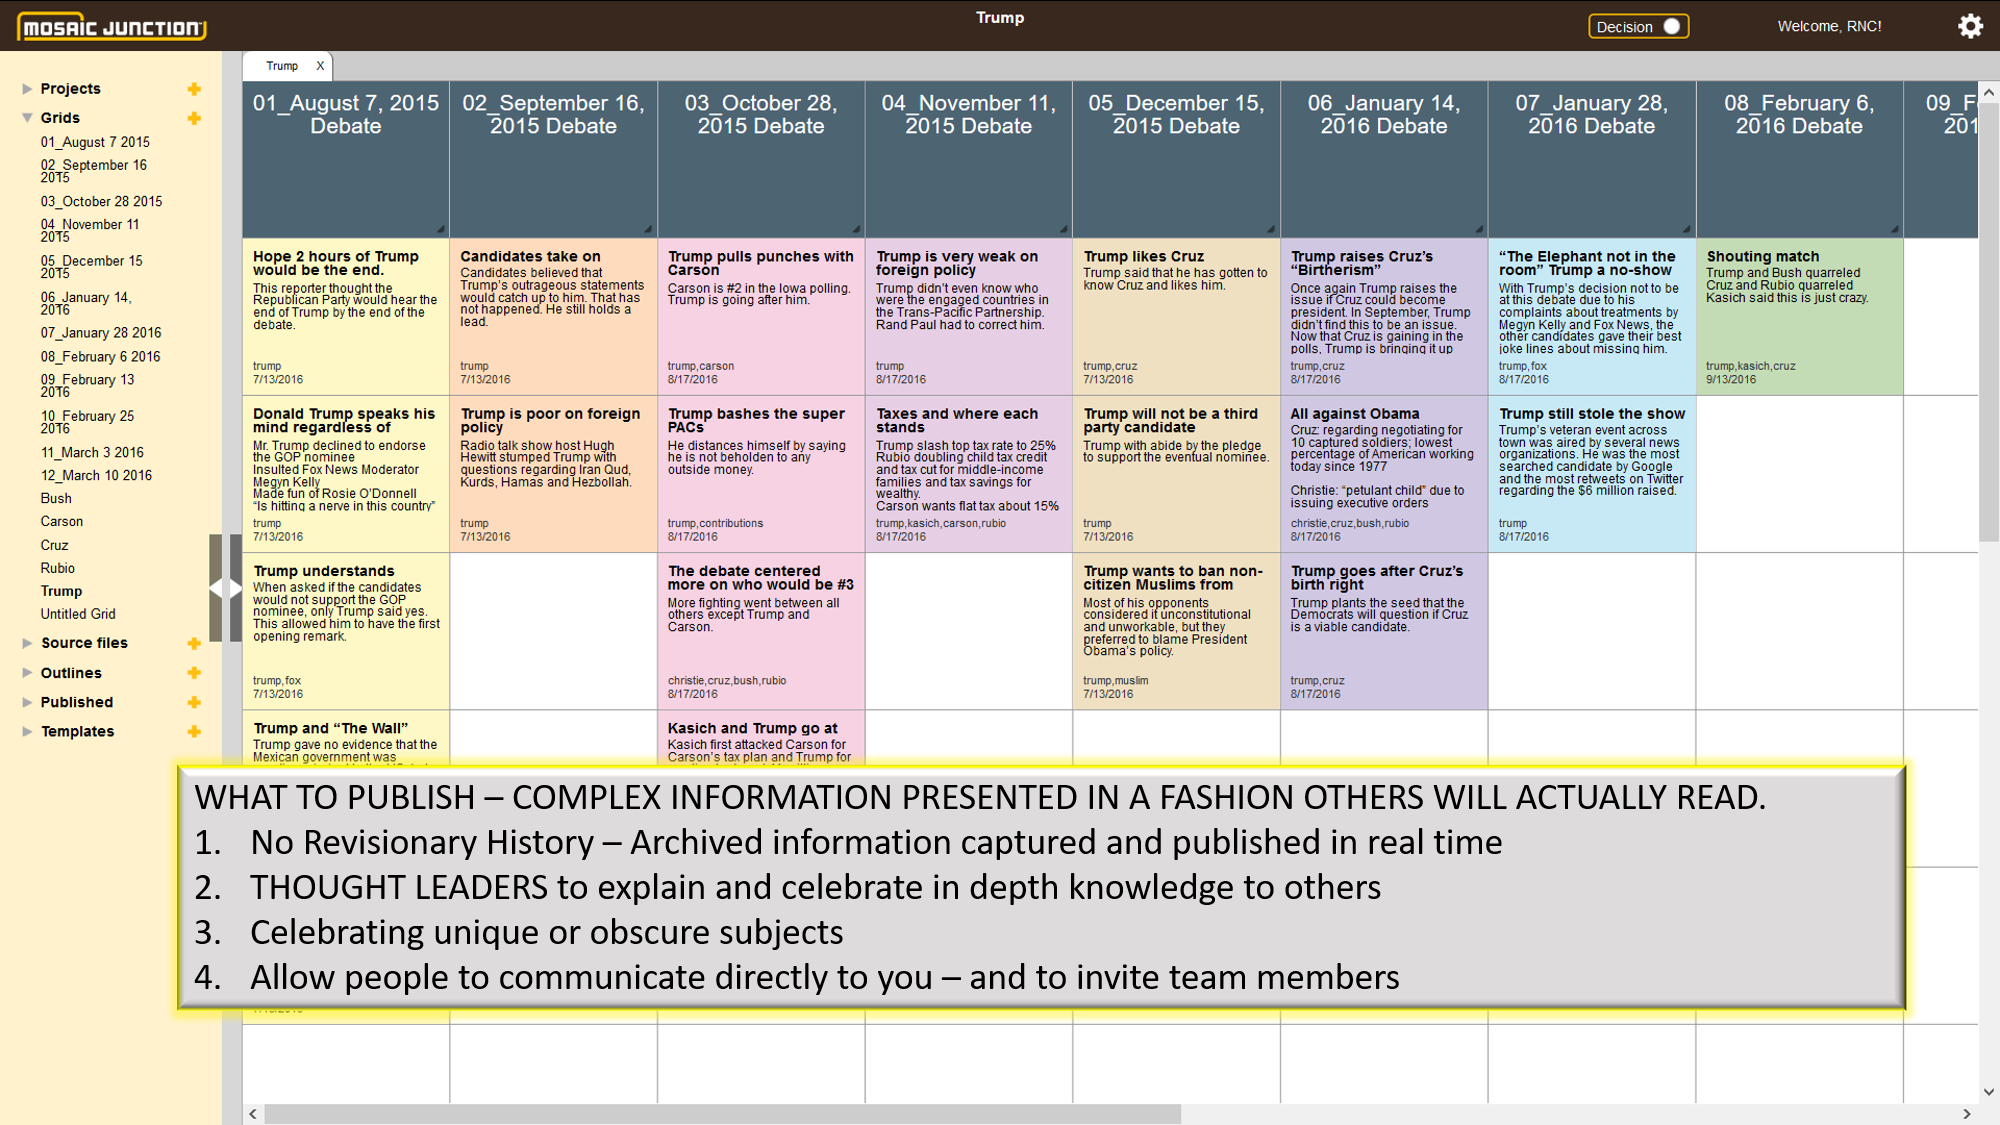 MOSAIC JUNCTION
Trump
Decision
Welcome, RNC!
Projects
Grids
01_August 7 2015
02_September 16
2015
03_October 28 2015
04_November 11
2015
05_December 15
2015
06_January 14,
2016
07_January 28 2016
08_February 6 2016
09_February 13
2016
10_February 25
2016
11_March 3 2016
12_March 10 2016
Bush
Carson
Cruz
Rubio
Trump
Untitled Grid
Source files
Outlines
Published
Templates
Trump X
01_August 7, 2015
Debate
02_September 16,
2015 Debate
03_October 28,
2015 Debate
04_November 11,
2015 Debate
05_December 15,
2015 Debate
06_January 14,
2016 Debate
07_January 28,
2016 Debate
08_February 6,
2016 Debate
Hope 2 hours of Trump
would be the end.
This reporter thought the
Republican Party would hear the
end of Trump by the end of the
debate.
trump
7/13/2016
Candidates take on
Candidates believed that
Trump's outrageous statements
would catch up to him. That has
not happened. He still holds a
lead.
trump
7/13/2016
Trump pulls punches with
Carson
Carson is #2 in the Iowa polling.
Trump is going after him.
trump,carson
8/17/2016
Trump is very weak on
foreign policy
Trump didn't even know who
were the engaged countries in
the Trans-Pacific Partnership.
Rand Paul had to correct him.
trump
8/17/2016
Trump likes Cruz
Trump said that he has gotten to
know Cruz and likes him.
trump,cruz
7/13/2016
Trump raises Cruz's
“Birtherism”
Once again Trump raises the
issue if Cruz could become
president. In September, Trump
didn't find this to be an issue.
Now that Cruz is gaining in the
polls, Trump is bringing it up
trump,cruz
8/17/2016
“The Elephant not in the
room” Trump a no-show
With Trump's decision not to be
at this debate due to his
complaints about treatments by
Megyn Kelly and Fox News, the
other candidates gave their best
joke lines about missing him.
trump,fox
8/17/2016
Shouting match
Trump and Bush quarreled
Cruz and Rubio quarreled
Kasich said this is just crazy.
trump,kasich,cruz
9/13/2016
Donald Trump speaks his
mind regardless of
Mr. Trump declined to endorse
the GOP nominee
Insulted Fox News Moderator
Megyn Kelly
Made fun of Rosie O'Donnell
“Is hitting a nerve in this country”
trump
7/13/2016
Trump is poor on foreign
policy
Radio talk show host Hugh
Hewitt stumped Trump with
questions regarding Iran Qud,
Kurds, Hamas and Hezbollah.
trump
7/13/2016
Trump bashes the super
PACs
He distances himself by saying
he is not beholden to any
outside money.
trump,contributions
8/17/2016
Taxes and where each
stands
Trump slash top tax rate to 25%
Rubio doubling child tax credit
and tax cut for middle-income
families and tax savings for
wealthy.
Carson wants flat tax about 15%
trump,kasich,carson,rubio
8/17/2016
Trump will not be a third
party candidate
Trump with abide by the pledge
to support the eventual nominee.
trump
7/13/2016
All against Obama
Cruz: regarding negotiating for
10 captured soldiers; lowest
percentage of American working
today since 1977
Christie: “petulant child” due to
issuing executive orders
christie,cruz,bush,rubio
8/17/2016
Trump still stole the show
Trump's veteran event across
town was aired by several news
organizations. He was the most
searched candidate by Google
and the most retweets on Twitter
regarding the $6 million raised.
trump
8/17/2016
Trump understands
When asked if the candidates
would not support the GOP
nominee, only Trump said yes.
This allowed him to have the first
opening remark.
trump,fox
7/13/2016
The debate centered
more on who would be #3
More fighting went between all
others except Trump and
Carson.
christie,cruz,bush,rubio
8/17/2016
Trump wants to ban non-
citizen Muslims from
Most of his opponents
considered it unconstitutional
and unworkable, but they
preferred to blame President
Obama's policy.
trump,muslim
7/13/2016
Trump goes after Cruz's
birth right
Trump plants the seed that the
Democrats will question if Cruz
is a viable candidate.
trump,cruz
8/17/2016
Trump and “The Wall”
Trump gave no evidence that the
Mexican government was
Kasich and Trump go at
Kasich first attacked Carson for
Carson's tax plan and Trump for
WHAT TO PUBLISH – COMPLEX INFORMATION PRESENTED IN A FASHION OTHERS WILL ACTUALLY READ.
1. No Revisionary History – Archived information captured and published in real time
2. THOUGHT LEADERS to explain and celebrate in depth knowledge to others
3. Celebrating unique or obscure subjects
4. Allow people to communicate directly to you – and to invite team members